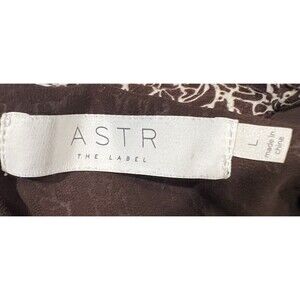 ASTR
THE LABEL
L
made in
china